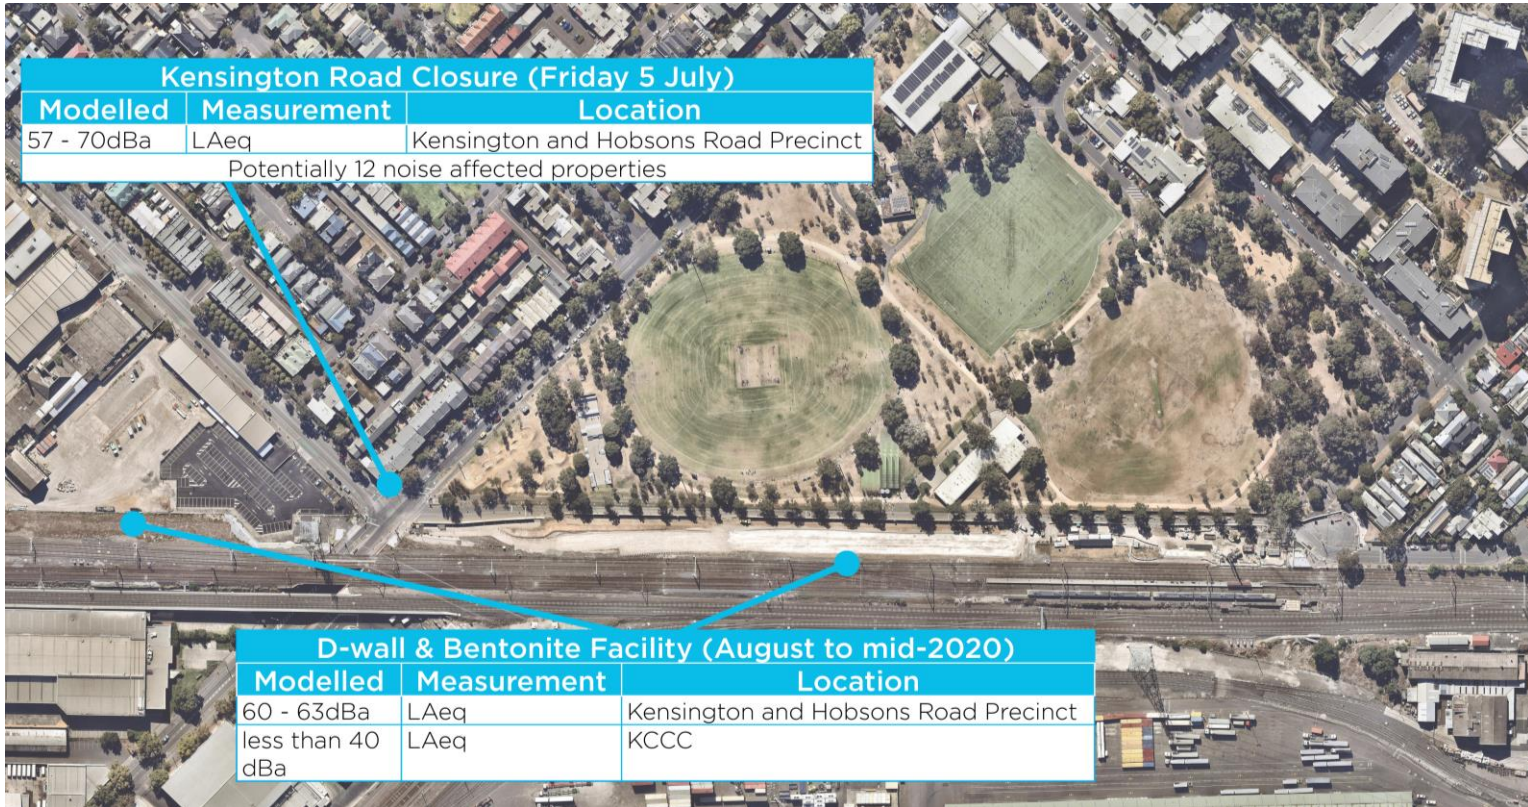 Kensington Road Closure (Friday 5 July)
Modelled Measurement Location
57 - 70dBa LAeq Kensington and Hobsons Road Precinct
Potentially 12 noise affected properties
D-wall & Bentonite Facility (August to mid-2020)
Modelled Measurement Location
60 - 63dBa LAeq Kensington and Hobsons Road Precinct
less than 40 LAeq KCCC
dBa